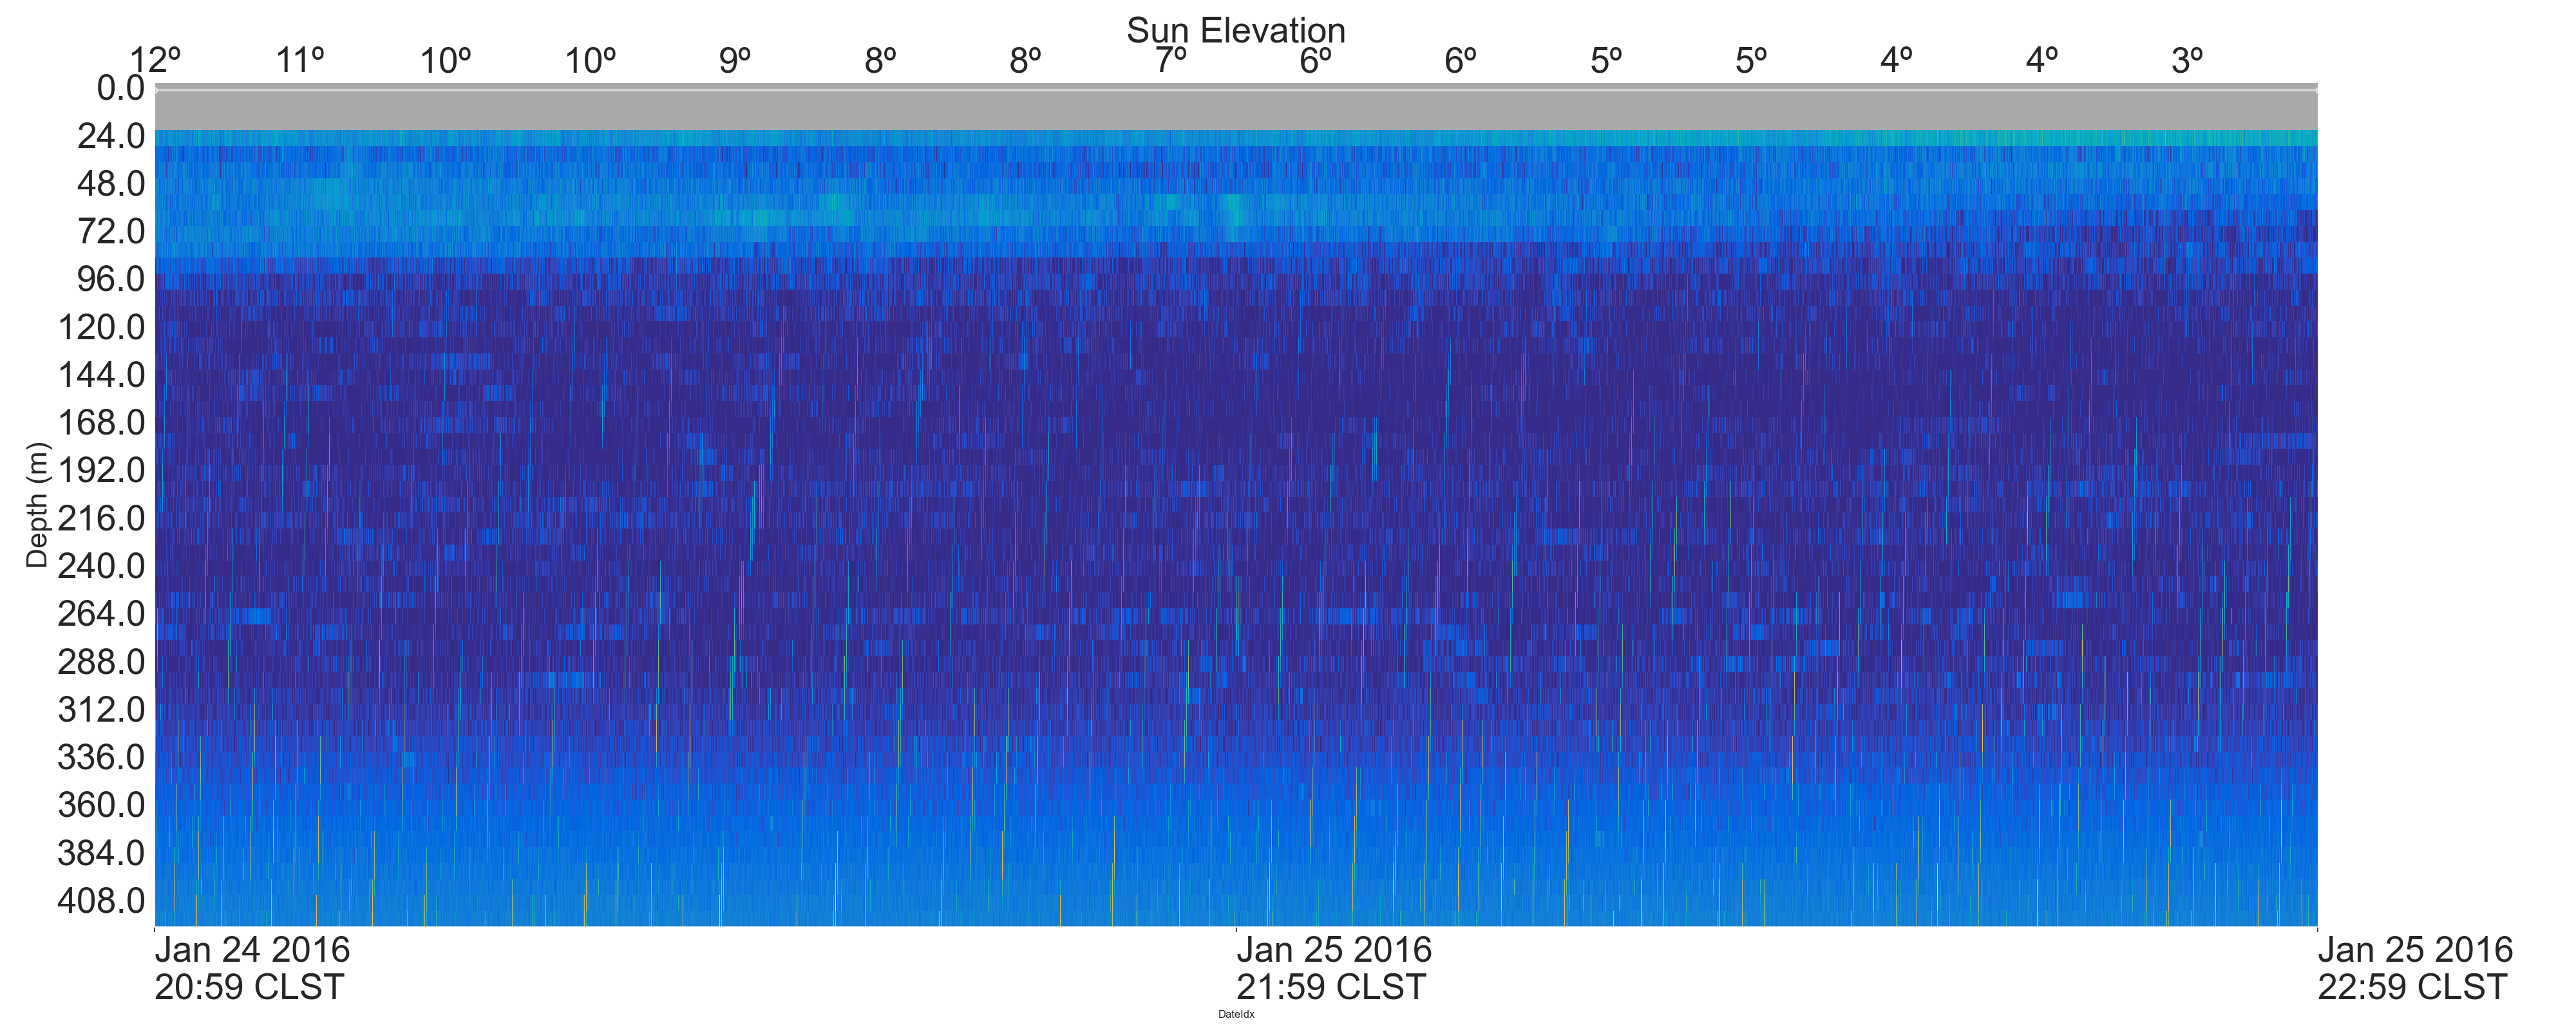 Sun Elevation
12º 11º 10º 10º 9º 8º 8º 7º 6º 6º 5º 5º 4º 4º 3º
0.0
24.0
48.0
72.0
96.0
120.0
144.0
168.0
192.0
216.0
240.0
264.0
288.0
312.0
336.0
360.0
384.0
408.0
Depth (m)
Jan 24 2016
20:59 CLST
Jan 25 2016
21:59 CLST
Jan 25 2016
22:59 CLST
DateIdx